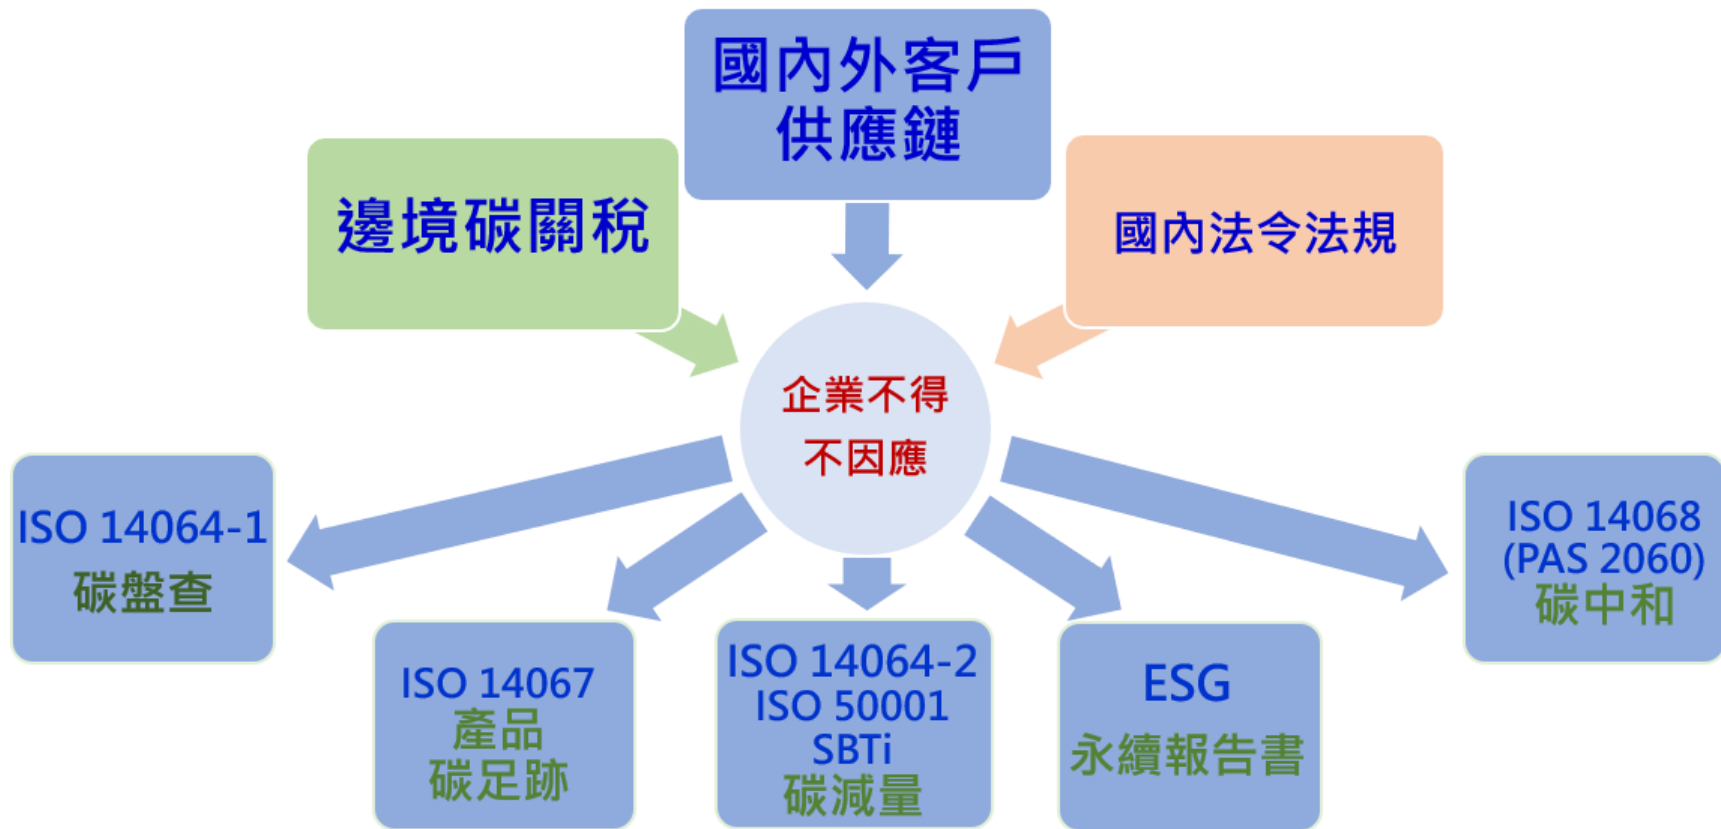 國內外客戶
供應鏈
邊境碳關稅
國內法令法規
企業不得
不因應
ISO 14064-1
碳盤查
ISO 14067
產品
碳足跡
ISO 14064-2
ISO 50001
SBTi
碳減量
ESG
永續報告書
ISO 14068
(PAS 2060)
碳中和